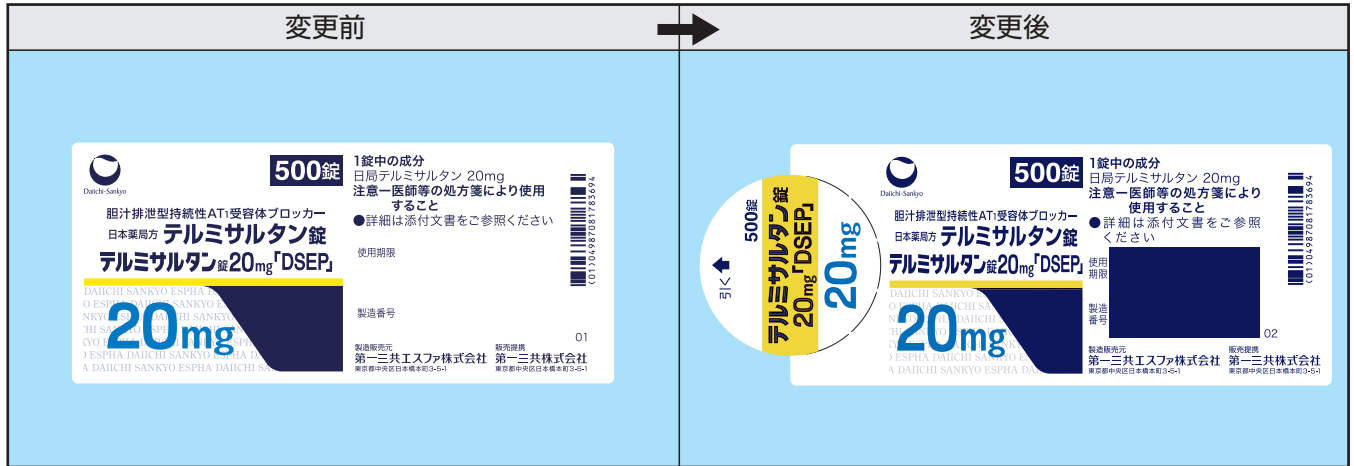 変更前
変更後
Daiichi-Sankyo
500錠
胆汁排泄型持続性AT1受容体ブロッカー
日本薬局方 テルミサルタン錠
テルミサルタン錠20mg「DSEP」
20mg
1錠中の成分
日局テルミサルタン 20mg
注意ー医師等の処方箋により使用
すること
●詳細は添付文書をご参照ください
使用期限
製造番号
01
製造販売元
第一三共エスファ株式会社
東京都中央区日本橋本町3-5-1
販売提携
第一三共株式会社
東京都中央区日本橋本町3-5-1
(01)04987081783694
引く
500錠
テルミサルタン錠
20mg「DSEP」
20mg
Daiichi-Sankyo
500錠
胆汁排泄型持続性AT1受容体ブロッカー
日本薬局方 テルミサルタン錠
テルミサルタン錠20mg「DSEP」
20mg
1錠中の成分
日局テルミサルタン 20mg
注意ー医師等の処方箋により
使用すること
●詳細は添付文書をご参照
ください
使用
期限
製造
番号
02
製造販売元
第一三共エスファ株式会社
東京都中央区日本橋本町3-5-1
販売提携
第一三共株式会社
東京都中央区日本橋本町3-5-1
(01)04987081783694